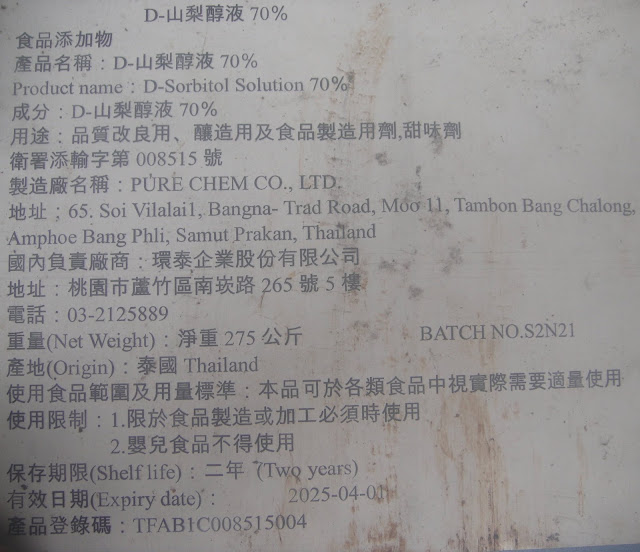 D-山梨醇液 70%
食品添加物
產品名稱：D-山梨醇液 70%
Product name：D-Sorbitol Solution 70%
成分：D-山梨醇液 70%
用途：品質改良用、釀造用及食品製造用劑,甜味劑
衛署添輸字第 008515 號
製造廠名稱：PURE CHEM CO., LTD.
地址：65. Soi Vilalai1, Bangna- Trad Road, Moo 11, Tambon Bang Chalong,
Amphoe Bang Phli, Samut Prakan, Thailand
國內負責廠商：環泰企業股份有限公司
地址：桃園市蘆竹區南崁路 265 號 5 樓
電話：03-2125889
重量(Net Weight)：淨重 275 公斤 BATCH NO.S2N21
產地(Origin)：泰國 Thailand
使用食品範圍及用量標準：本品可於各類食品中視實際需要適量使用
使用限制：1.限於食品製造或加工必須時使用
2.嬰兒食品不得使用
保存期限(Shelf life)：二年 (Two years)
有效日期(Expiry date)： 2025-04-01
產品登錄碼：TFAB1C008515004